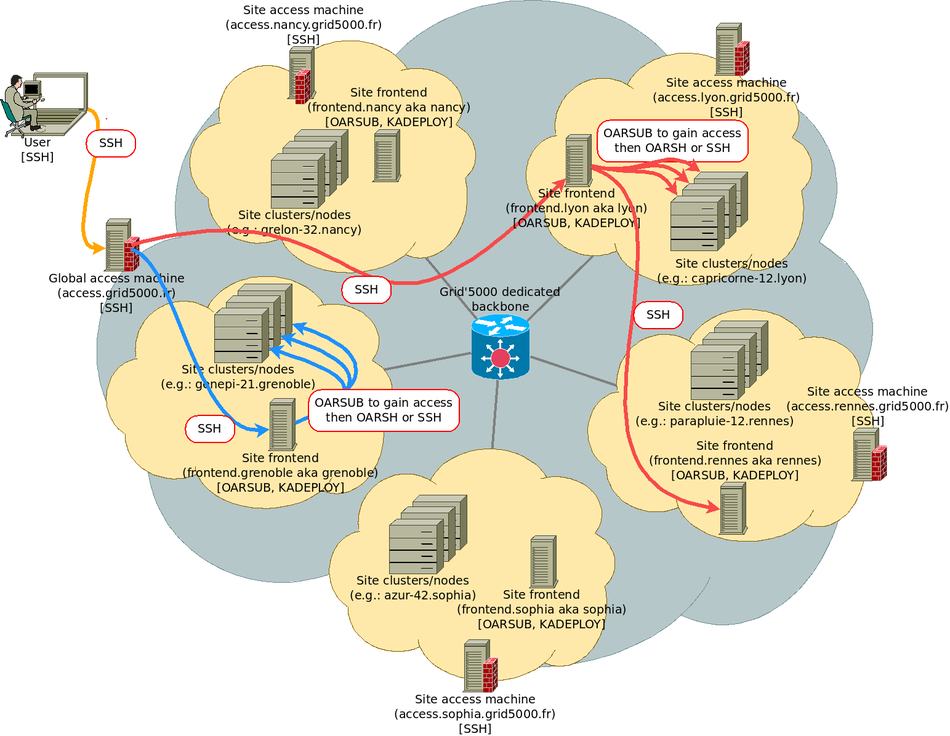 Site access machine
(access.nancy.grid5000.fr)
[SSH]
Site frontend
(frontend.nancy aka nancy)
[OARSUB, KADEPLOY]
Site clusters/nodes
(e.g.: grelon-32.nancy)
User
[SSH]
SSH
Global access machine
(access.grid5000.fr)
[SSH]
Site access machine
(access.lyon.grid5000.fr)
[SSH]
OARSUB to gain access
then OARSH or SSH
Site frontend
(frontend.lyon aka lyon)
[OARSUB, KADEPLOY]
Site clusters/nodes
(e.g.: capricorne-12.lyon)
SSH
Grid'5000 dedicated
backbone
SSH
Site clusters/nodes
(e.g.: genepi-21.grenoble)
OARSUB to gain access
then OARSH or SSH
SSH
Site frontend
(frontend.grenoble aka grenoble)
[OARSUB, KADEPLOY]
Site clusters/nodes
(e.g.: parapluie-12.rennes)
Site access machine
(access.rennes.grid5000.fr)
[SSH]
Site frontend
(frontend.rennes aka rennes)
[OARSUB, KADEPLOY]
Site clusters/nodes
(e.g.: azur-42.sophia)
Site frontend
(frontend.sophia aka sophia)
[OARSUB, KADEPLOY]
Site access machine
(access.sophia.grid5000.fr)
[SSH]